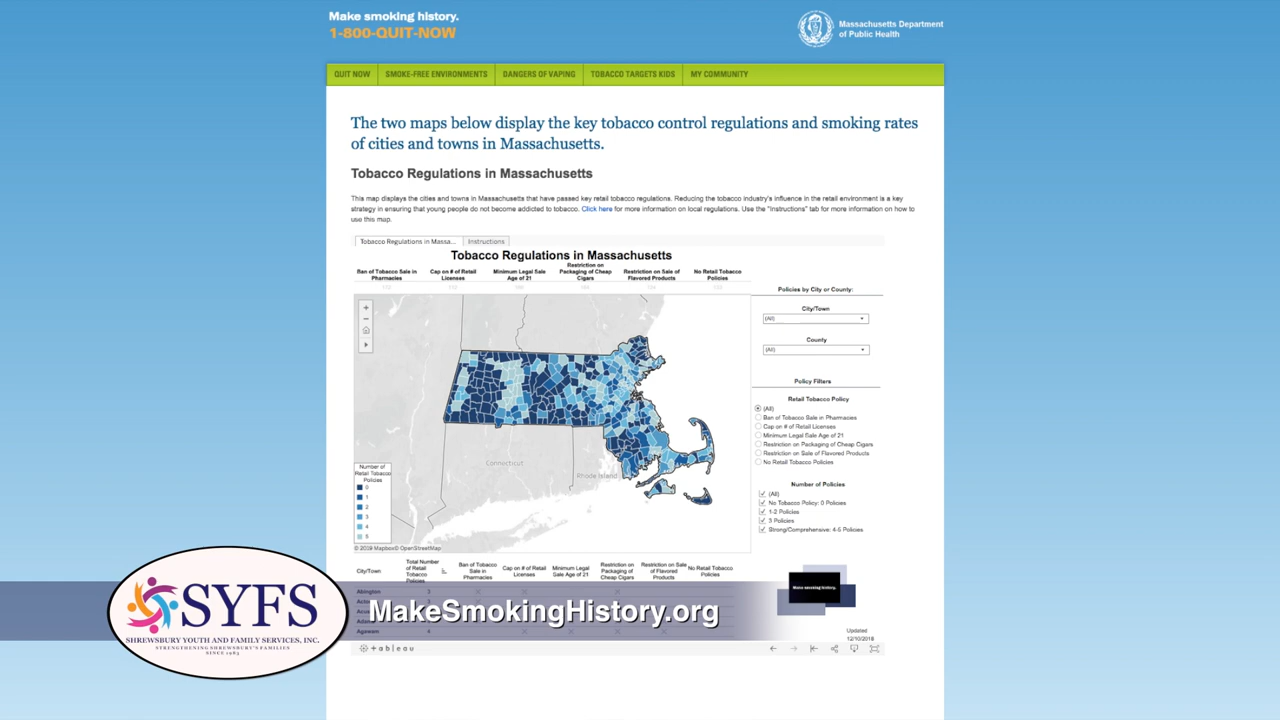 Make smoking history.
1-800-QUIT-NOW
Massachusetts Department
of Public Health
QUIT NOW
SMOKE-FREE ENVIRONMENTS
DANGERS OF VAPING
TOBACCO TARGETS KIDS
MY COMMUNITY
The two maps below display the key tobacco control regulations and smoking rates
of cities and towns in Massachusetts.
Tobacco Regulations in Massachusetts
This map displays the cities and towns in Massachusetts that have passed key retail tobacco regulations. Reducing the tobacco industry's influence in the retail environment is a key
strategy in ensuring that young people do not become addicted to tobacco. Click here for more information on local regulations. Use the "Instructions" tab for more information on how to
use this map.
Tobacco Regulations in Massa...
Instructions
Tobacco Regulations in Massachusetts
Ban of Tobacco Sale in
Pharmacies
Cap on # of Retail
Licenses
Minimum Legal Sale
Age of 21
Restriction on
Packaging of Cheap
Cigars
Restriction on Sale of
Flavored Products
No Retail Tobacco
Policies
Policies by City or County:
City/Town
(All)
County
(All)
Policy Filters
Retail Tobacco Policy
(All)
Ban of Tobacco Sale in Pharmacies
Cap on # of Retail Licenses
Minimum Legal Sale Age of 21
Restriction on Packaging of Cheap Cigars
Restriction on Sale of Flavored Products
No Retail Tobacco Policies
Number of Policies
(All)
No Tobacco Policy: 0 Policies
1-2 Policies
3 Policies
Strong/Comprehensive: 4-5 Policies
Connecticut
Rhode Island
Number of
Retail Tobacco
Policies
0
1
2
3
4
5
© 2019 Mapbox © OpenStreetMap
City/Town
Total Number
of Retail
Tobacco
Policies
Ban of Tobacco
Sale in
Pharmacies
Cap on # of Retail
Licenses
Minimum Legal
Sale Age of 21
Restriction on
Packaging of
Cheap Cigars
Restriction on Sale of
Flavored Products
No Retail Tobacco
Policies
Abington 3
Agawam 4
Make smoking history.
MakeSmokingHistory.org
SYFS
SHREWSBURY YOUTH AND FAMILY SERVICES, INC.
STRENGTHENING SHREWSBURY'S FAMILIES
SINCE 1983
Updated
12/10/2018
+ a b l e a u